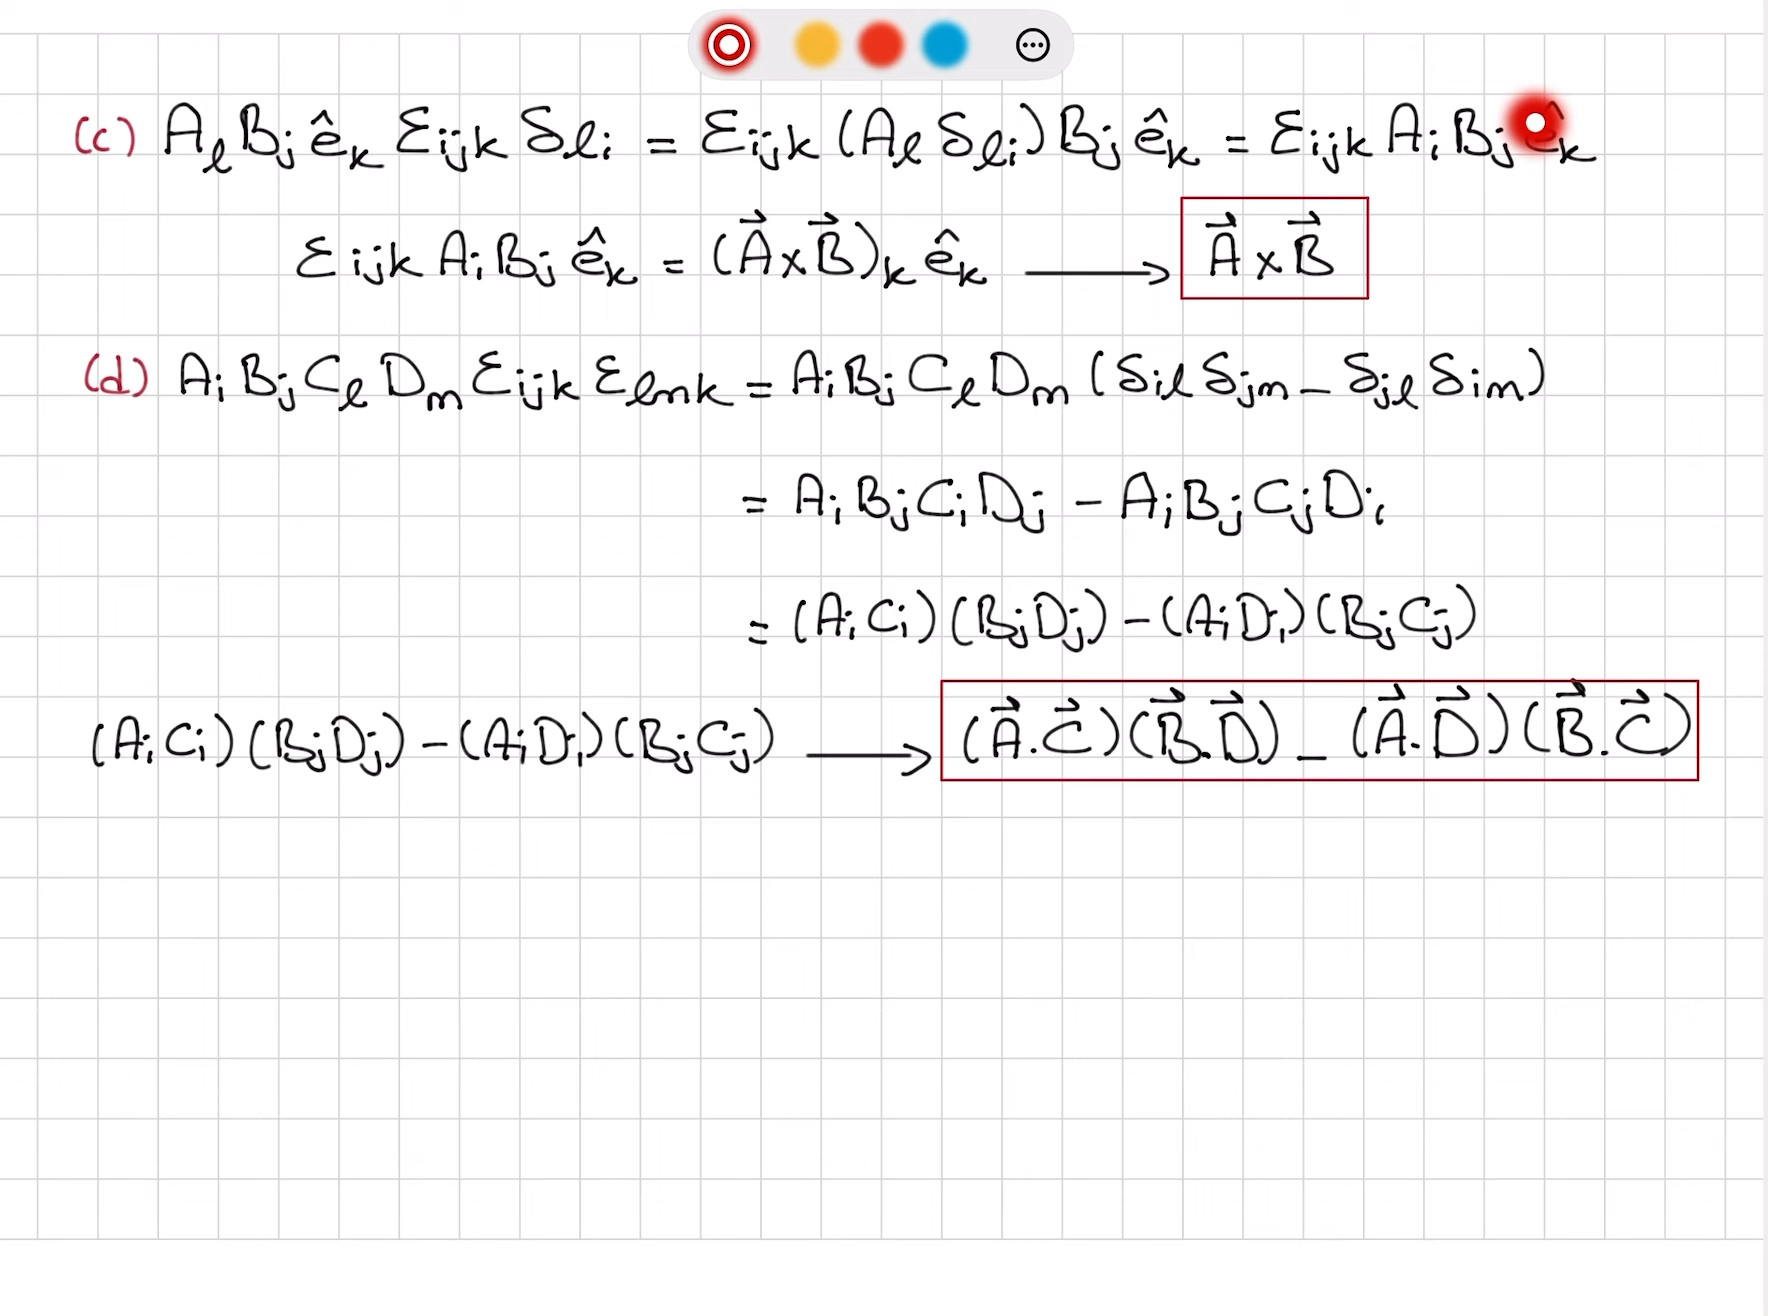 (c) A_l B_j ê_k ε_ijk δ_li = ε_ijk (A_l δ_li) B_j ê_k = ε_ijk A_i B_j ê_k
ε_ijk A_i B_j ê_k = (A⃗ × B⃗)_k ê_k ⟶ A⃗ × B⃗
(d) A_i B_j C_l D_m ε_ijk ε_lmk = A_i B_j C_l D_m (δ_il δ_jm − δ_jl δ_im)
= A_i B_j C_i D_j − A_i B_j C_j D_i
= (A_i C_i)(B_j D_j) − (A_i D_i)(B_j C_j)
(A_i C_i)(B_j D_j) − (A_i D_i)(B_j C_j) ⟶ (A⃗.C⃗)(B⃗.D⃗) − (A⃗.D⃗)(B⃗.C⃗)